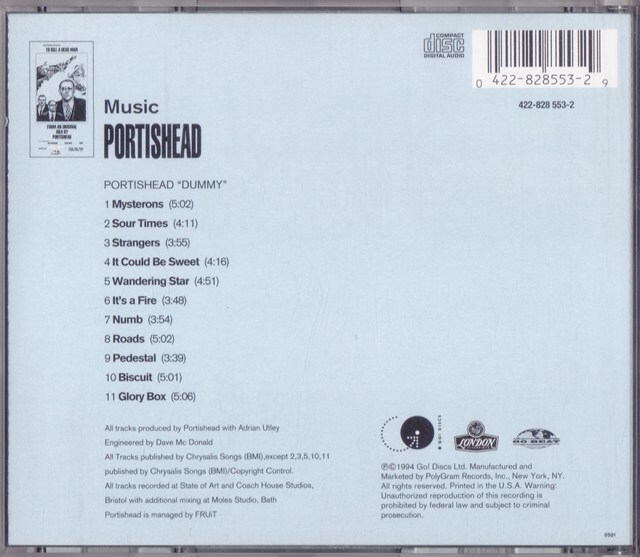 TO KILL A DEAD MAN
FROM AN ORIGINAL
IDEA BY
PORTISHEAD
COMPACT
disc
DIGITAL AUDIO
0 422-828553-2 9
422-828 553-2
Music
PORTISHEAD
PORTISHEAD “DUMMY”
1 Mysterons (5:02)
2 Sour Times (4:11)
3 Strangers (3:55)
4 It Could Be Sweet (4:16)
5 Wandering Star (4:51)
6 It's a Fire (3:48)
7 Numb (3:54)
8 Roads (5:02)
9 Pedestal (3:39)
10 Biscuit (5:01)
11 Glory Box (5:06)
All tracks produced by Portishead with Adrian Utley
Engineered by Dave Mc Donald
All Tracks published by Chrysalis Songs (BMI),except 2,3,5,10,11
published by Chrysalis Songs (BMI)/Copyright Control.
All tracks recorded at State of Art and Coach House Studios,
Bristol with additional mixing at Moles Studio, Bath
Portishead is managed by FRUiT
GO! DISCS
LONDON
GO BEAT
℗©1994 Go! Discs Ltd. Manufactured and
Marketed by PolyGram Records, Inc., New York, NY.
All rights reserved. Printed in the U.S.A. Warning:
Unauthorized reproduction of this recording is
prohibited by federal law and subject to criminal
prosecution.